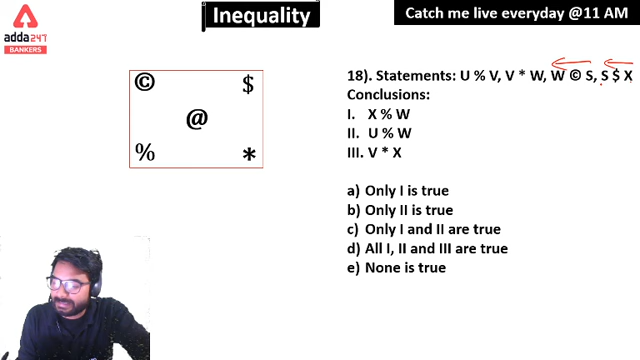 adda247
BANKERS
Inequality
Catch me live everyday @11 AM
©
$
@
%
*
18). Statements: U % V, V * W, W © S, S $ X
Conclusions:
I. X % W
II. U % W
III. V * X
a) Only I is true
b) Only II is true
c) Only I and II are true
d) All I, II and III are true
e) None is true